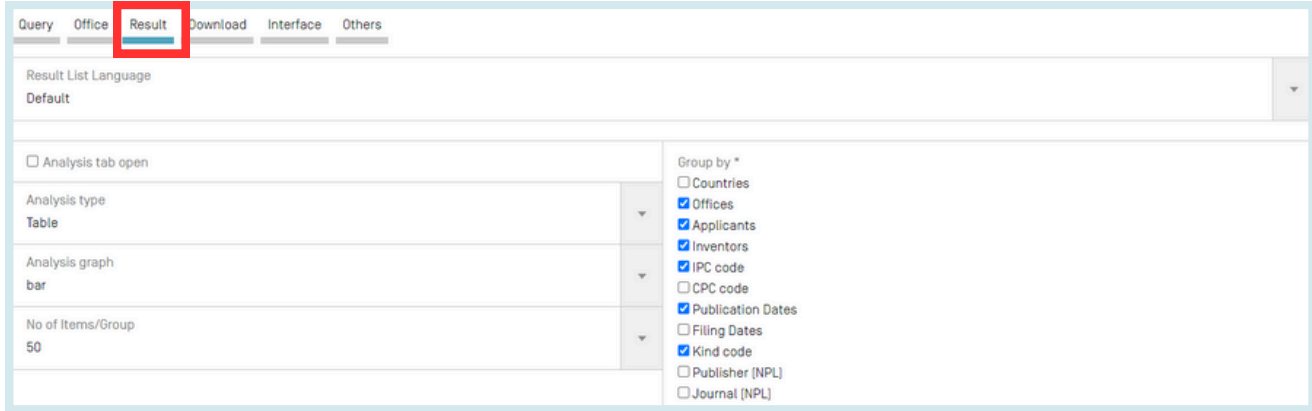 Query Office Result Download Interface Others
Result List Language
Default
Analysis tab open
Analysis type
Table
Analysis graph
bar
No of Items/Group
50
Group by *
Countries
Offices
Applicants
Inventors
IPC code
CPC code
Publication Dates
Filing Dates
Kind code
Publisher (NPL)
Journal (NPL)